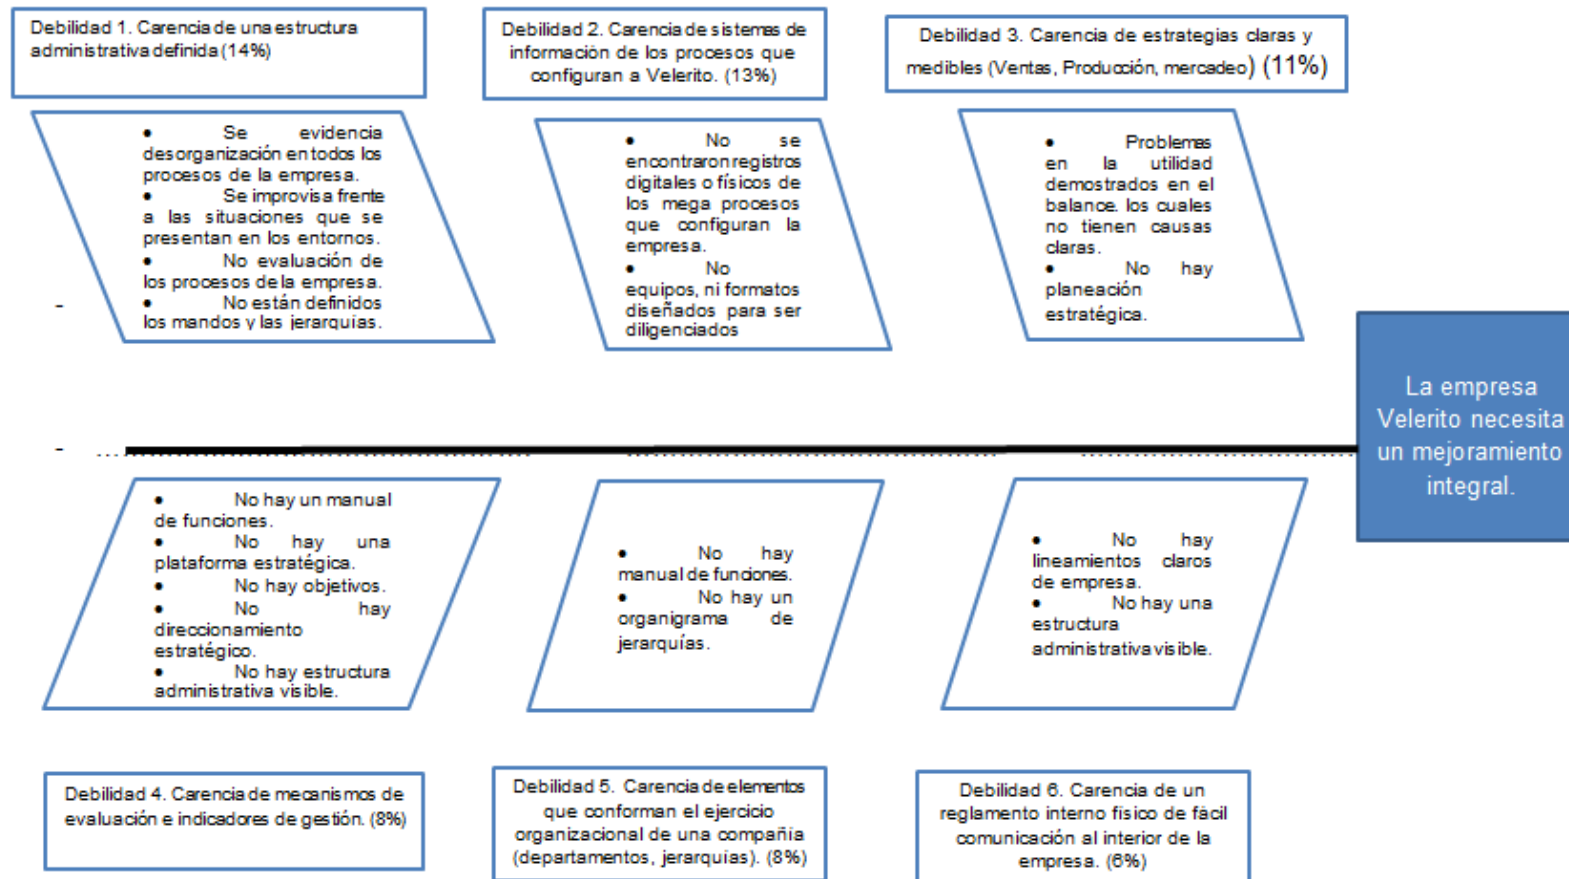 Debilidad 1. Carencia de una estructura
administrativa definida (14%)
Debilidad 2. Carencia de sistemas de
información de los procesos que
configuran a Velerito. (13%)
Debilidad 3. Carencia de estrategias claras y
medibles (Ventas, Producción, mercadeo) (11%)
• Se evidencia
desorganización en todos los
procesos de la empresa.
• Se improvisa frente
a las situaciones que se
presentan en los entornos.
• No evaluación de
los procesos de la empresa.
• No están definidos
los mandos y las jerarquías.
• No se
encontraron registros
digitales o físicos de
los mega procesos
que configuran la
empresa.
• No
equipos, ni formatos
diseñados para ser
diligenciados
• Problemas
en la utilidad
demostrados en el
balance. los cuales
no tienen causas
claras.
• No hay
planeación
estratégica.
La empresa
Velerito necesita
un mejoramiento
integral.
• No hay un manual
de funciones.
• No hay una
plataforma estratégica.
• No hay objetivos.
• No hay
direccionamiento
estratégico.
• No hay estructura
administrativa visible.
• No hay
manual de funciones.
• No hay un
organigrama de
jerarquías.
• No hay
lineamientos claros
de empresa.
• No hay una
estructura
administrativa visible.
Debilidad 4. Carencia de mecanismos de
evaluación e indicadores de gestión. (8%)
Debilidad 5. Carencia de elementos
que conforman el ejercicio
organizacional de una compañía
(departamentos, jerarquías). (8%)
Debilidad 6. Carencia de un
reglamento interno físico de fácil
comunicación al interior de la
empresa. (6%)